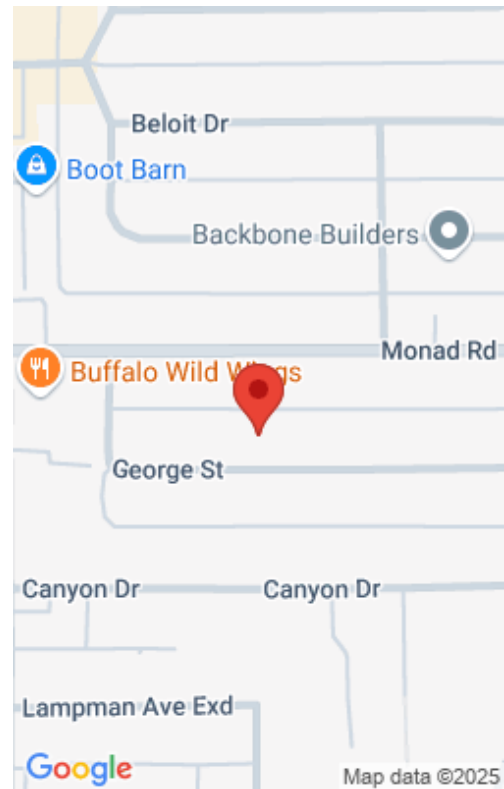 Beloit Dr
Boot Barn
Backbone Builders
Monad Rd
Buffalo Wild Wings
George St
Canyon Dr
Canyon Dr
Lampman Ave Exd
Google
Map data ©2025